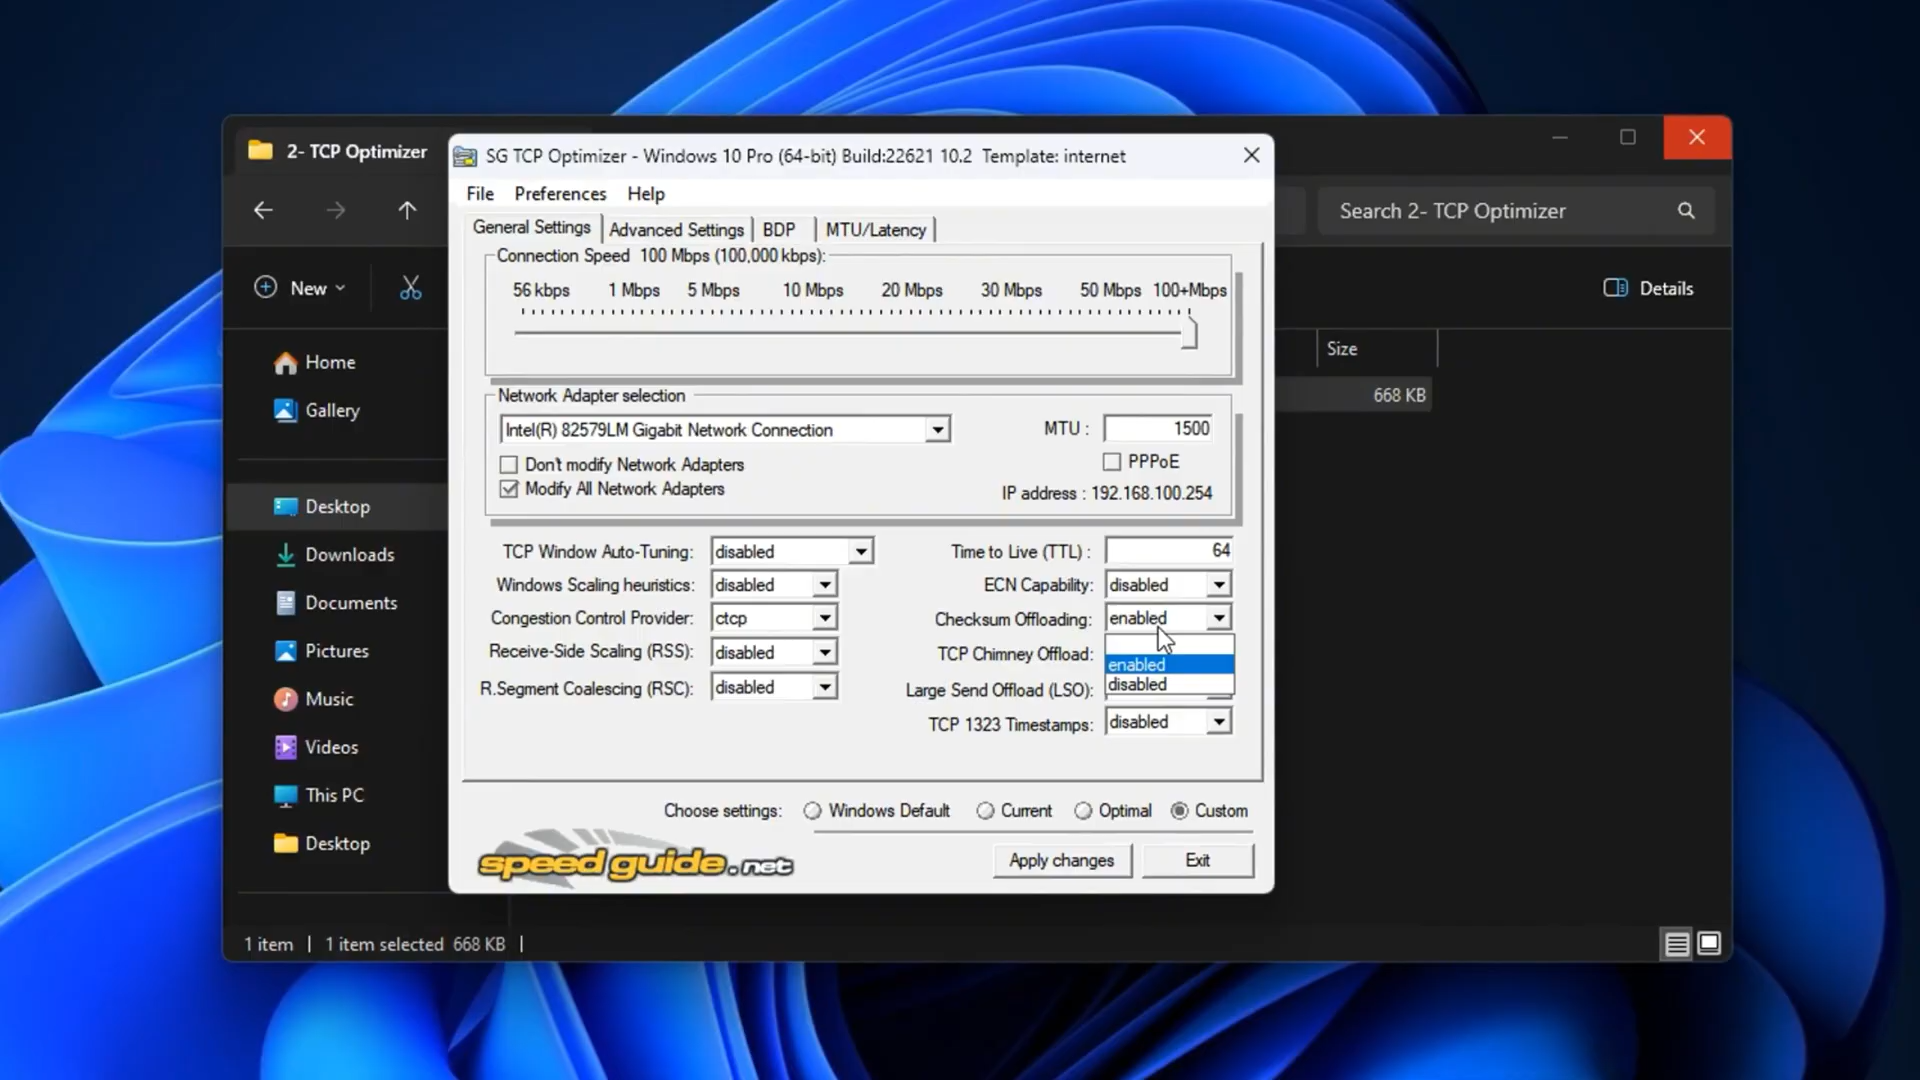 2- TCP Optimizer
SG TCP Optimizer - Windows 10 Pro (64-bit) Build:22621 10.2 Template: internet
File Preferences Help
Search 2- TCP Optimizer
General Settings Advanced Settings BDP MTU/Latency
Connection Speed 100 Mbps (100,000 kbps):
New
Details
56 kbps 1 Mbps 5 Mbps 10 Mbps 20 Mbps 30 Mbps 50 Mbps 100+Mbps
Home
Size
Network Adapter selection
668 KB
Gallery
Intel(R) 82579LM Gigabit Network Connection
MTU : 1500
Don't modify Network Adapters
PPPoE
Modify All Network Adapters
IP address : 192.168.100.254
Desktop
Downloads
Documents
Pictures
Music
Videos
This PC
Desktop
TCP Window Auto-Tuning: disabled
Time to Live (TTL) : 64
Windows Scaling heuristics: disabled
ECN Capability: disabled
Congestion Control Provider: ctcp
Checksum Offloading: enabled
Receive-Side Scaling (RSS): disabled
TCP Chimney Offload:
enabled
disabled
R.Segment Coalescing (RSC): disabled
Large Send Offload (LSO):
TCP 1323 Timestamps: disabled
Choose settings: Windows Default Current Optimal Custom
speedguide.net
Apply changes Exit
1 item 1 item selected 668 KB